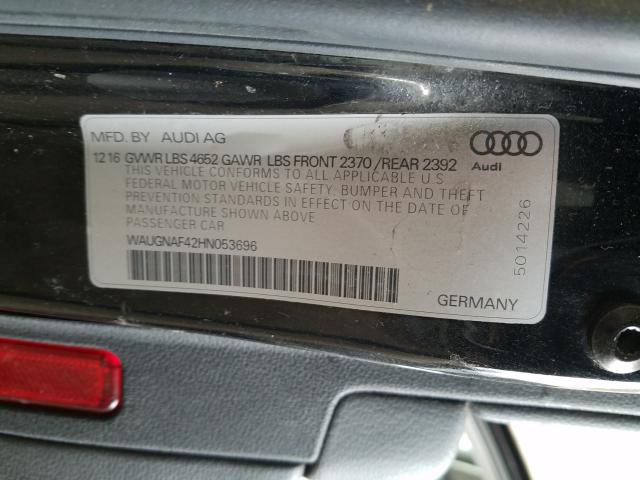 MFD. BY AUDI AG
12 16 GVWR LBS 4652 GAWR LBS FRONT 2370 /REAR 2392
THIS VEHICLE CONFORMS TO ALL APPLICABLE U.S
FEDERAL MOTOR VEHICLE SAFETY, BUMPER AND THEFT
PREVENTION STANDARDS IN EFFECT ON THE DATE OF
MANUFACTURE SHOWN ABOVE
PASSENGER CAR
WAUGNAF42HN053696
Audi
5014226
GERMANY